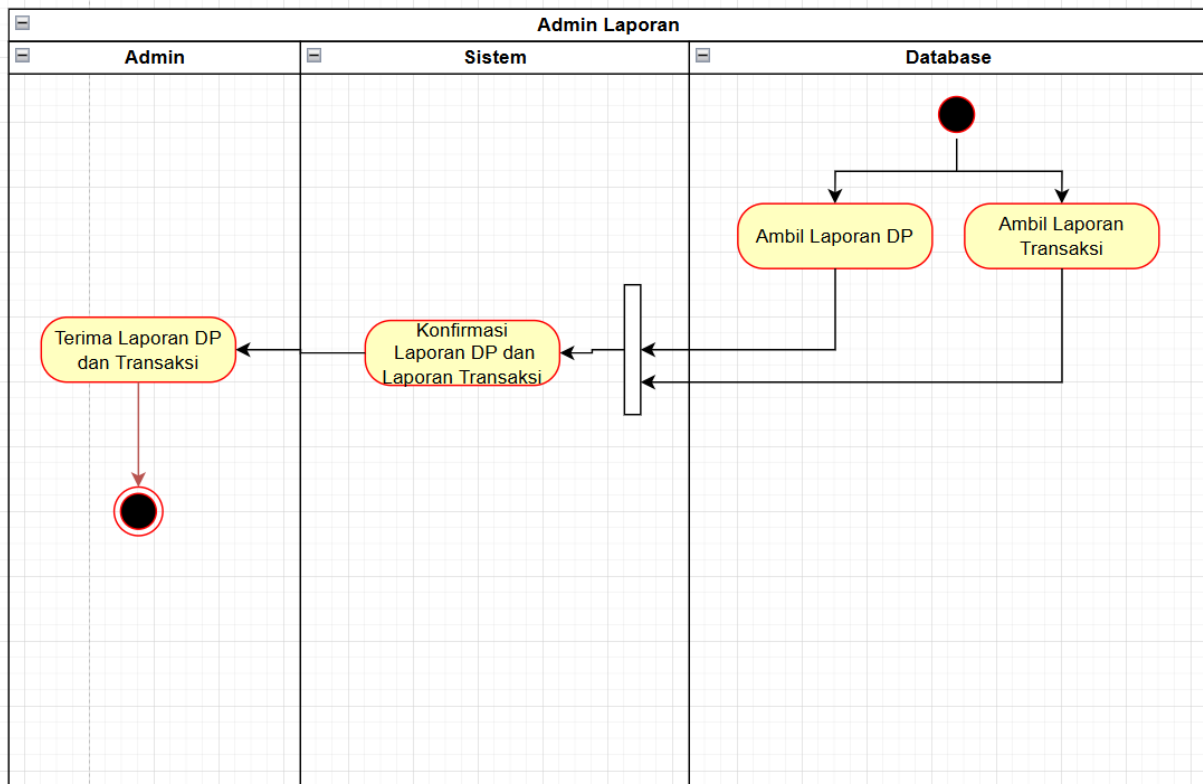 Admin Laporan
Admin
Sistem
Database
Ambil Laporan DP
Ambil Laporan
Transaksi
Terima Laporan DP
dan Transaksi
Konfirmasi
Laporan DP dan
Laporan Transaksi